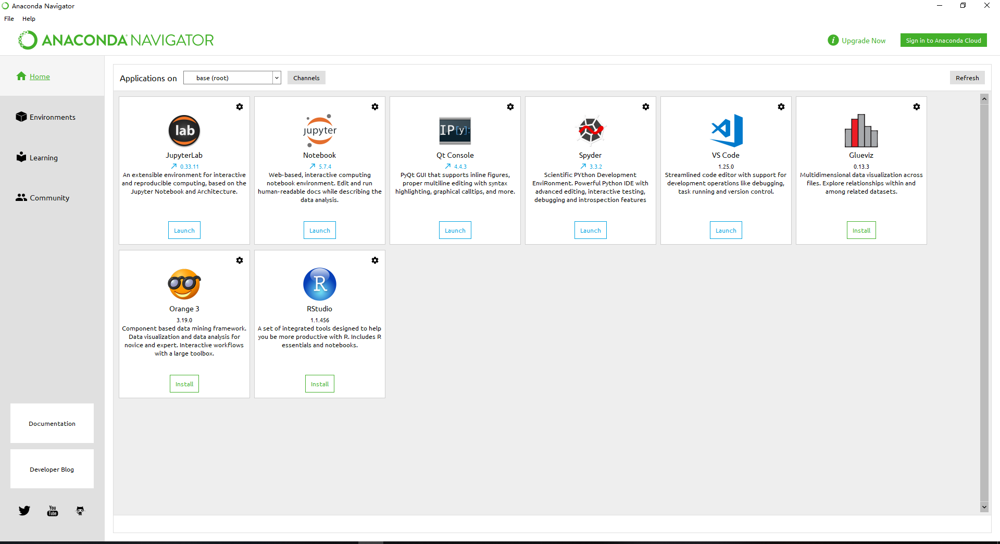 Anaconda Navigator
File Help
ANACONDA NAVIGATOR
i Upgrade Now
Sign in to Anaconda Cloud
Home
Environments
Learning
Community
Documentation
Developer Blog
You
Tube
Applications on base (root) Channels Refresh
lab
JupyterLab
0.33.11
An extensible environment for interactive
and reproducible computing, based on the
Jupyter Notebook and Architecture.
Launch
jupyter
Notebook
5.7.4
Web-based, interactive computing
notebook environment. Edit and run
human-readable docs while describing the
data analysis.
Launch
IP[y]:
Qt Console
4.4.3
PyQt GUI that supports inline figures,
proper multiline editing with syntax
highlighting, graphical calltips, and more.
Launch
Spyder
3.3.2
Scientific PYthon Development
EnviRonment. Powerful Python IDE with
advanced editing, interactive testing,
debugging and introspection features
Launch
VS Code
1.25.0
Streamlined code editor with support for
development operations like debugging,
task running and version control.
Launch
Glueviz
0.13.3
Multidimensional data visualization across
files. Explore relationships within and
among related datasets.
Install
Orange 3
3.19.0
Component based data mining framework.
Data visualization and data analysis for
novice and expert. Interactive workflows
with a large toolbox.
Install
R
RStudio
1.1.456
A set of integrated tools designed to help
you be more productive with R. Includes R
essentials and notebooks.
Install